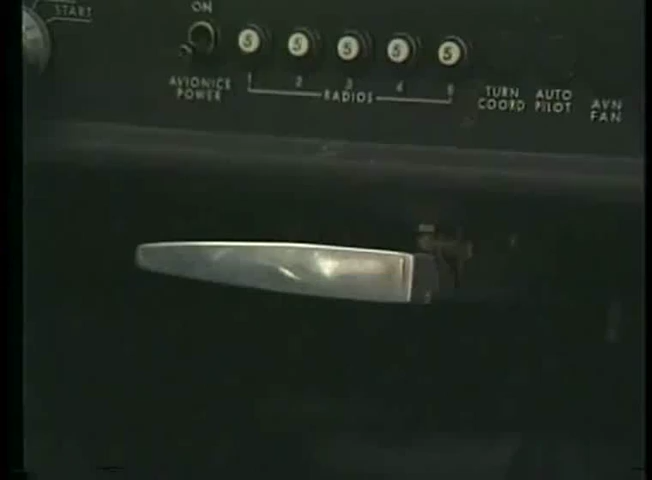 START
ON
5 5 5 5 5
AVIONICS
POWER
1 2 3 4 5
RADIOS
TURN
COORD
AUTO
PILOT
AVN
FAN